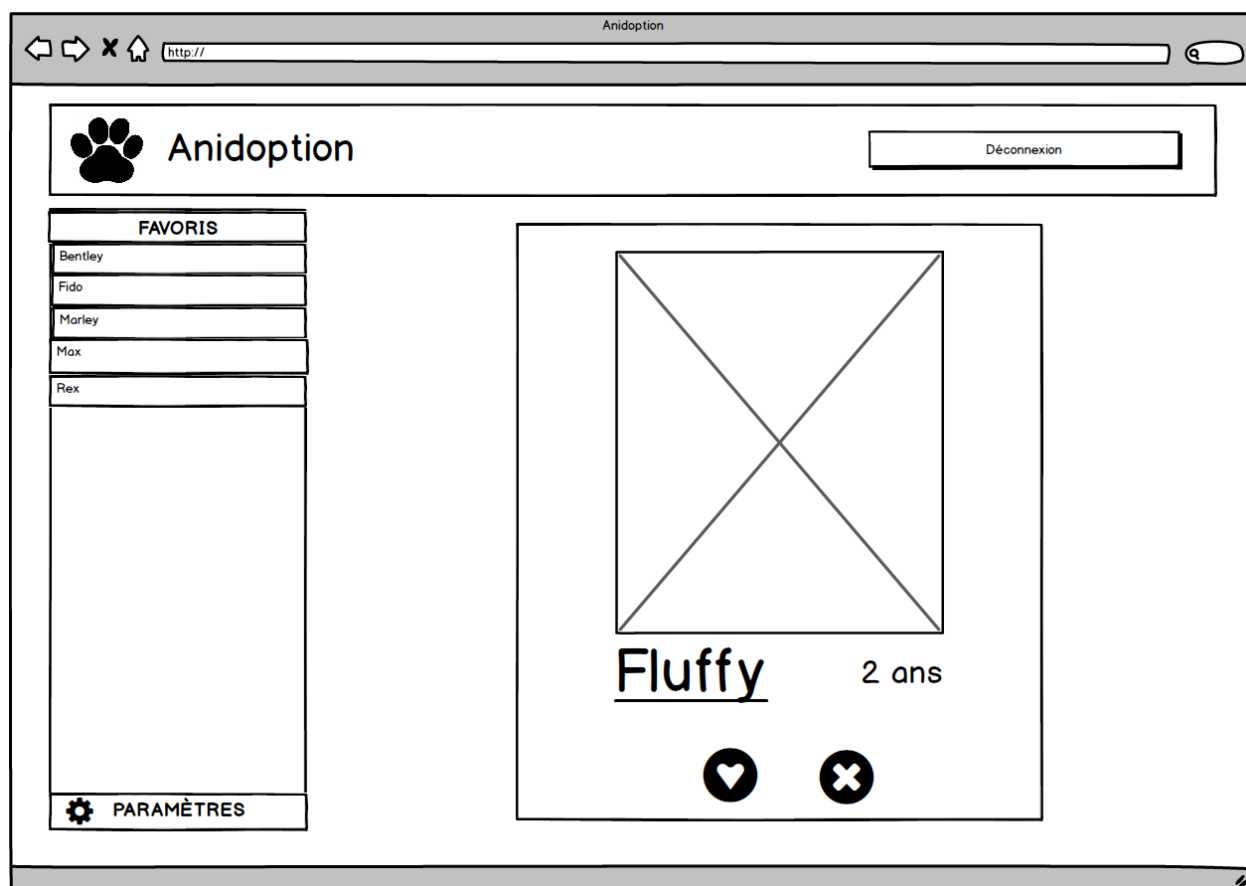 Anidoption
http://
Anidoption
Déconnexion
FAVORIS
Bentley
Fido
Marley
Max
Rex
Fluffy
2 ans
PARAMÈTRES